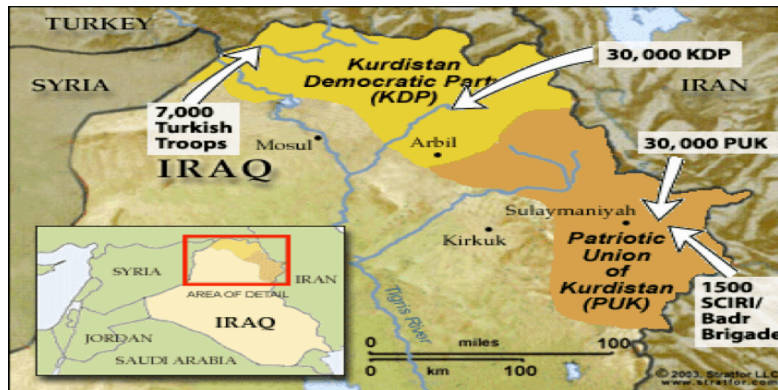 TURKEY
SYRIA
7,000
Turkish
Troops
Kurdistan
Democratic Part
(KDP)
30,000 KDP
IRAN
Mosul
Arbil
IRAQ
30,000 PUK
Sulaymaniyah
Kirkuk
Patriotic
Union
of
Kurdistan
(PUK)
1500
SCIRI/
Badr
Brigade
Tigris River
SYRIA
IRAN
AREA OF DETAIL
IRAQ
JORDAN
SAUDI ARABIA
0 miles 100
0 km 100
© 2003, Stratfor LLC
www.stratfor.com